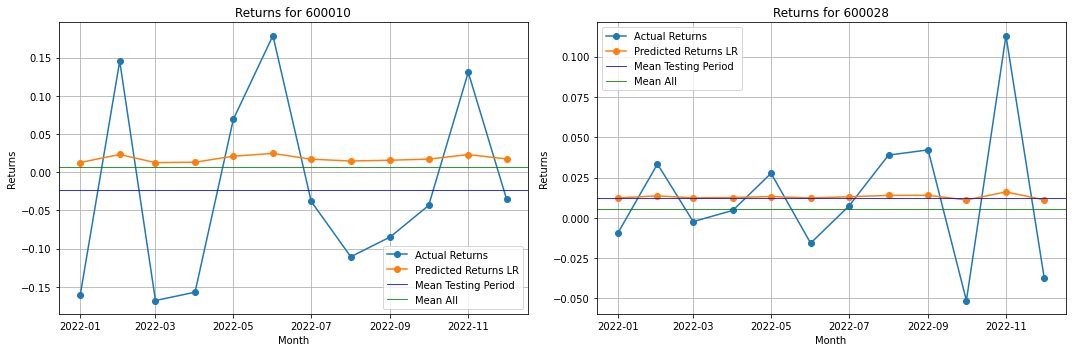 Returns for 600010
Returns
0.15
0.10
0.05
0.00
−0.05
−0.10
−0.15
Actual Returns
Predicted Returns LR
Mean Testing Period
Mean All
2022-01
2022-03
2022-05
2022-07
2022-09
2022-11
Month
Returns for 600028
Returns
0.100
0.075
0.050
0.025
0.000
−0.025
−0.050
Actual Returns
Predicted Returns LR
Mean Testing Period
Mean All
2022-01
2022-03
2022-05
2022-07
2022-09
2022-11
Month